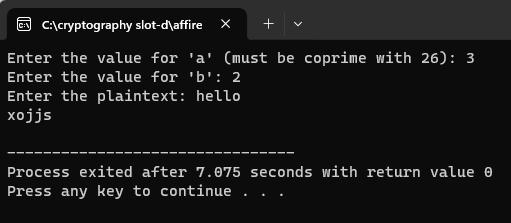 C:\cryptography slot-d\affire
Enter the value for 'a' (must be coprime with 26): 3
Enter the value for 'b': 2
Enter the plaintext: hello
xojjs
--------------------------------
Process exited after 7.075 seconds with return value 0
Press any key to continue . . .